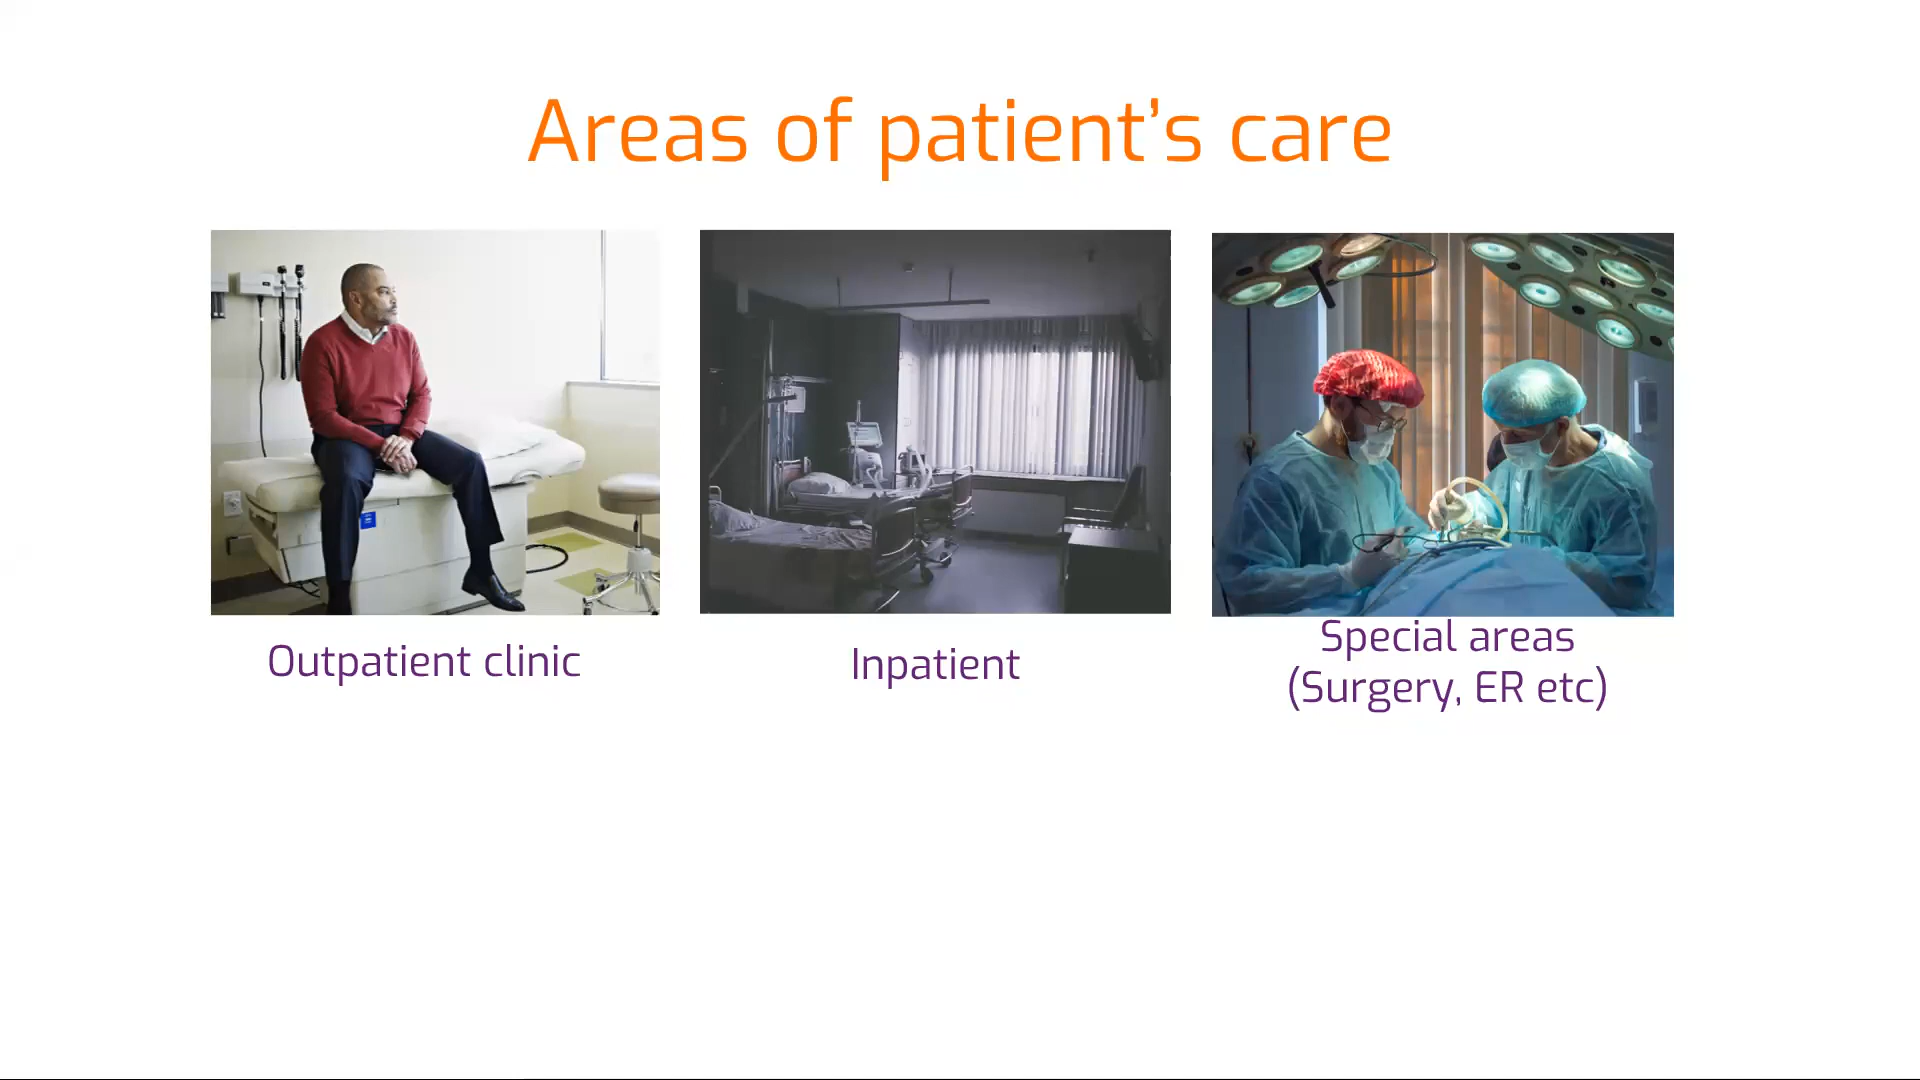 Areas of patient’s care
Outpatient clinic
Inpatient
Special areas
(Surgery, ER etc)